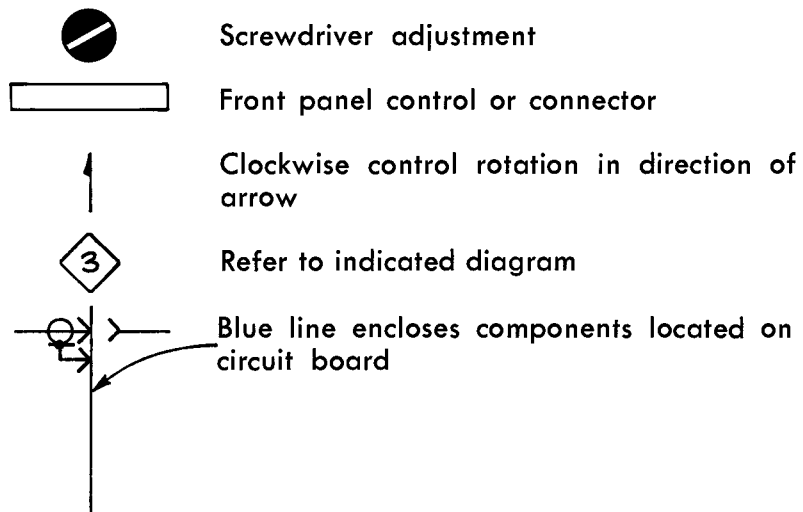 Screwdriver adjustment
Front panel control or connector
Clockwise control rotation in direction of
arrow
3
Refer to indicated diagram
Blue line encloses components located on
circuit board